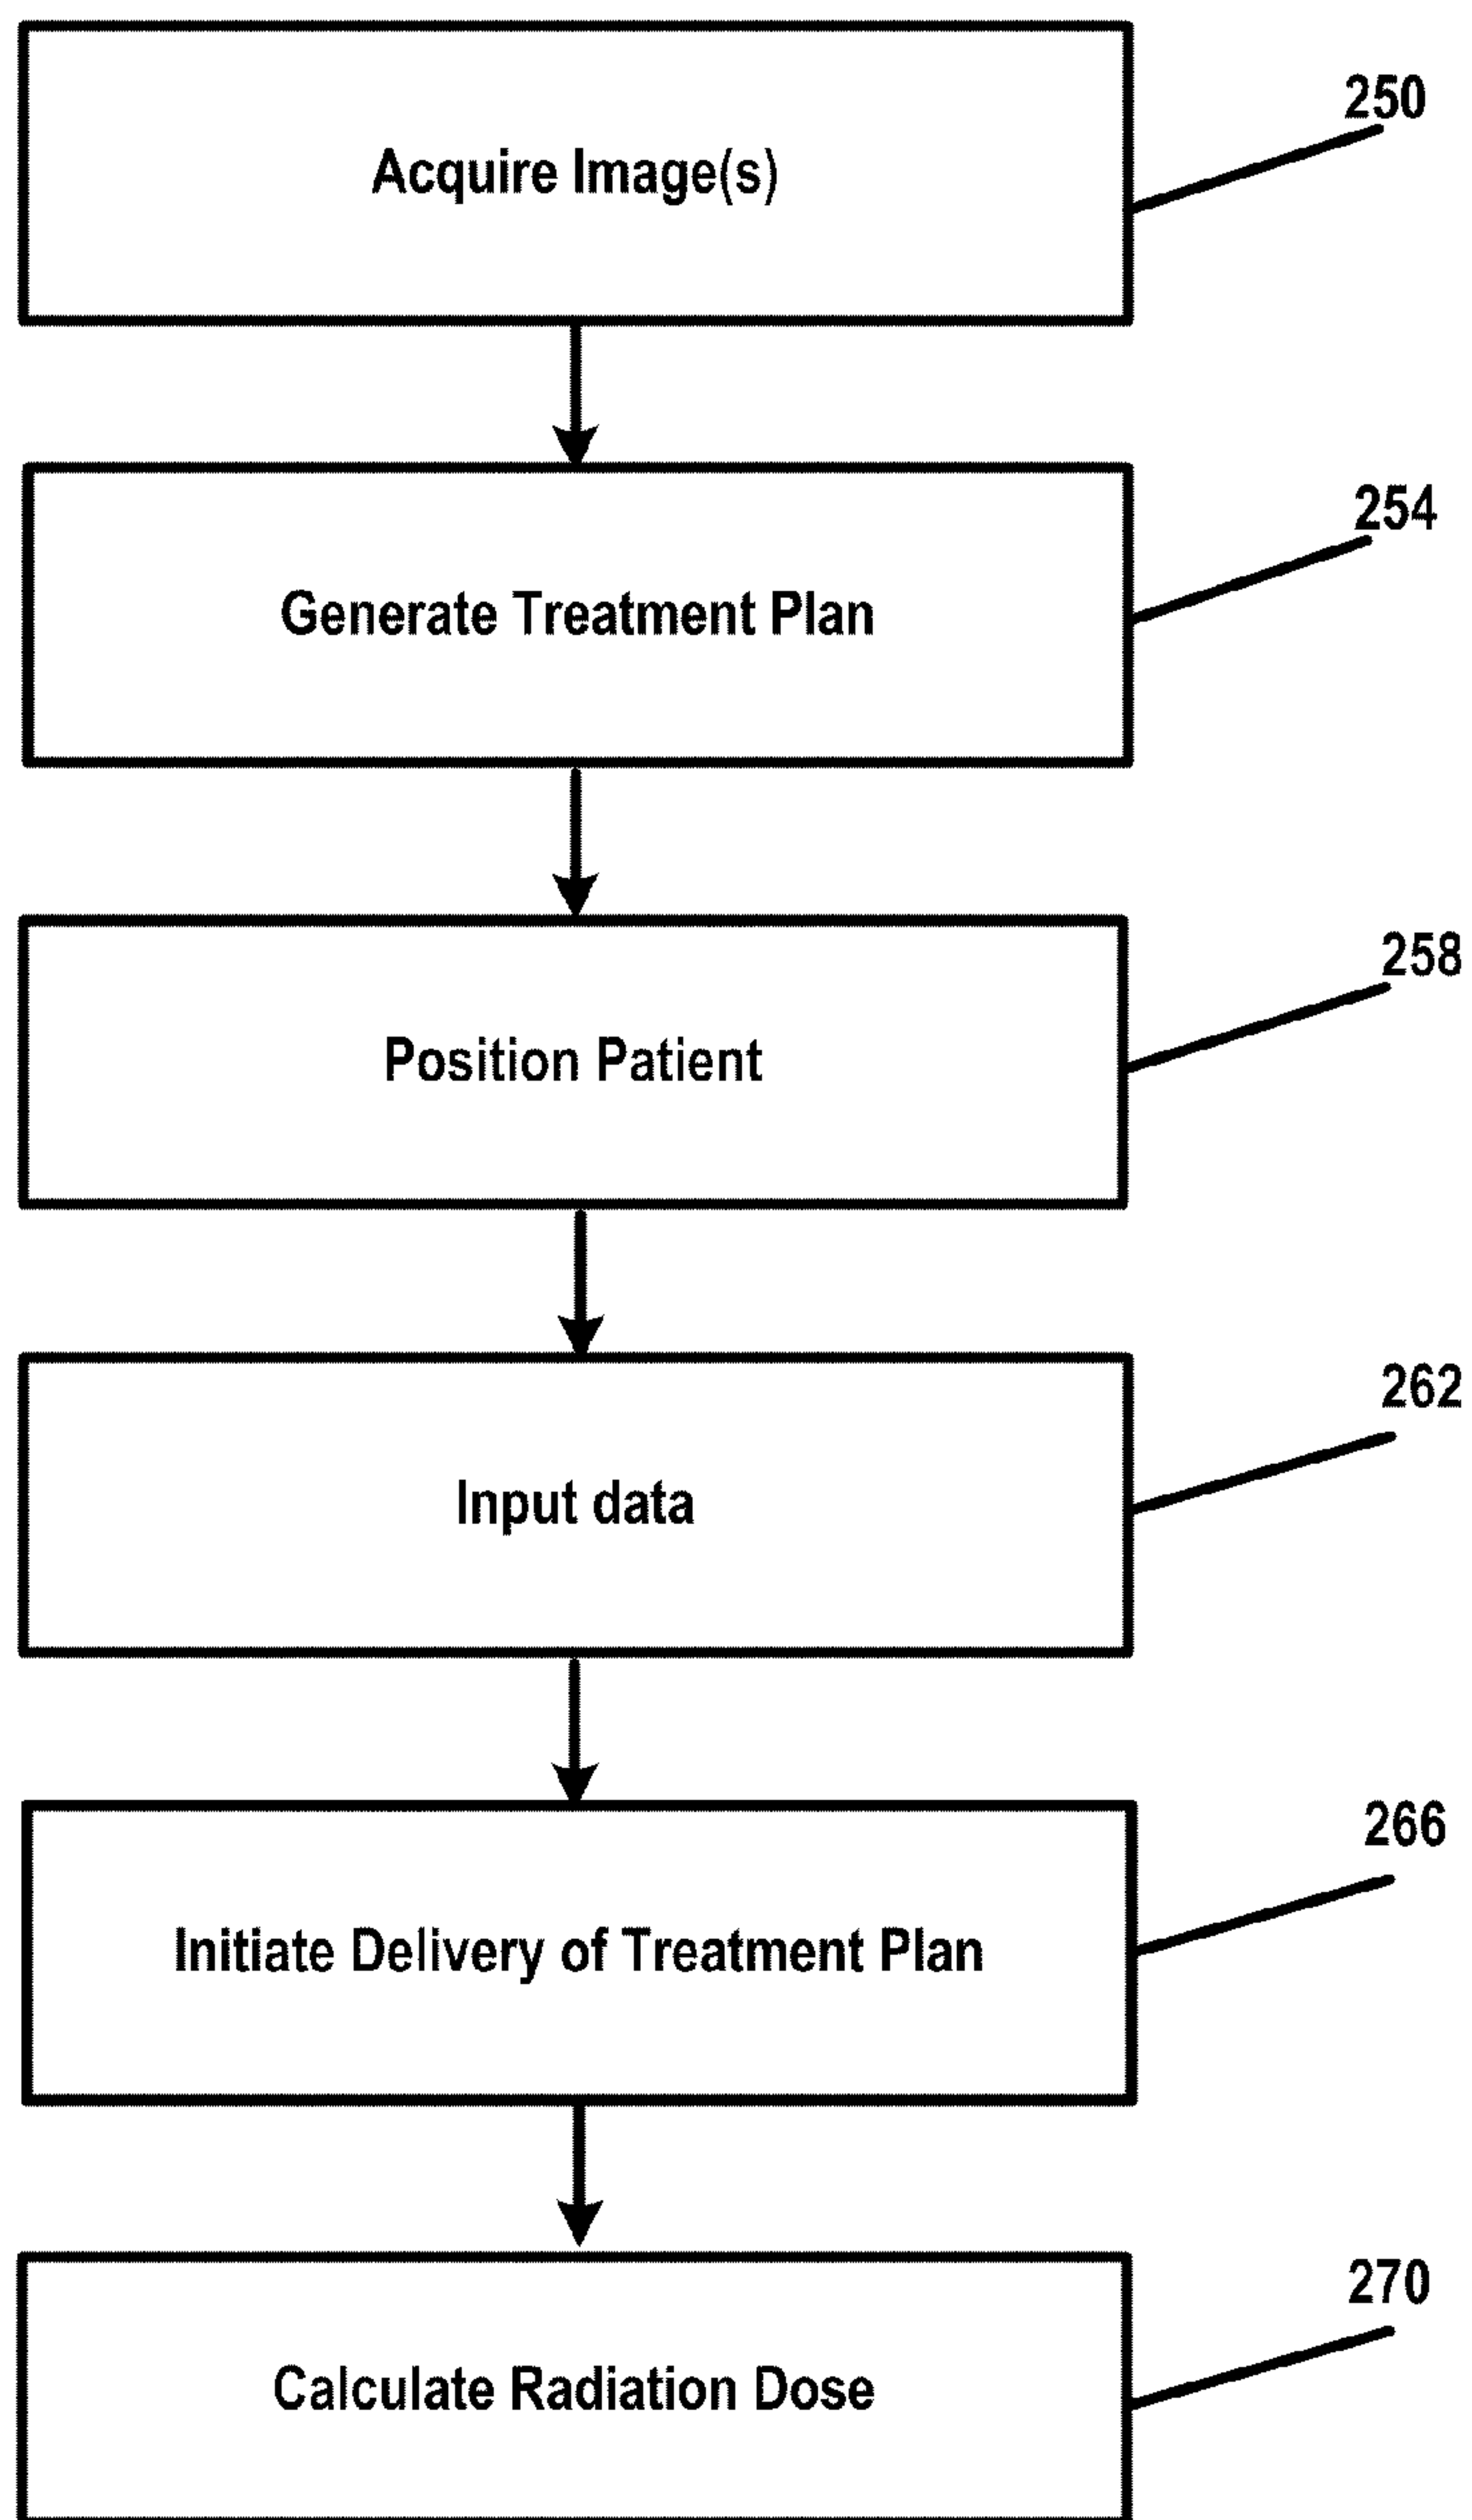 Acquire Image(s)
250
Generate Treatment Plan
254
Position Patient
258
Input data
262
Initiate Delivery of Treatment Plan
266
Calculate Radiation Dose
270